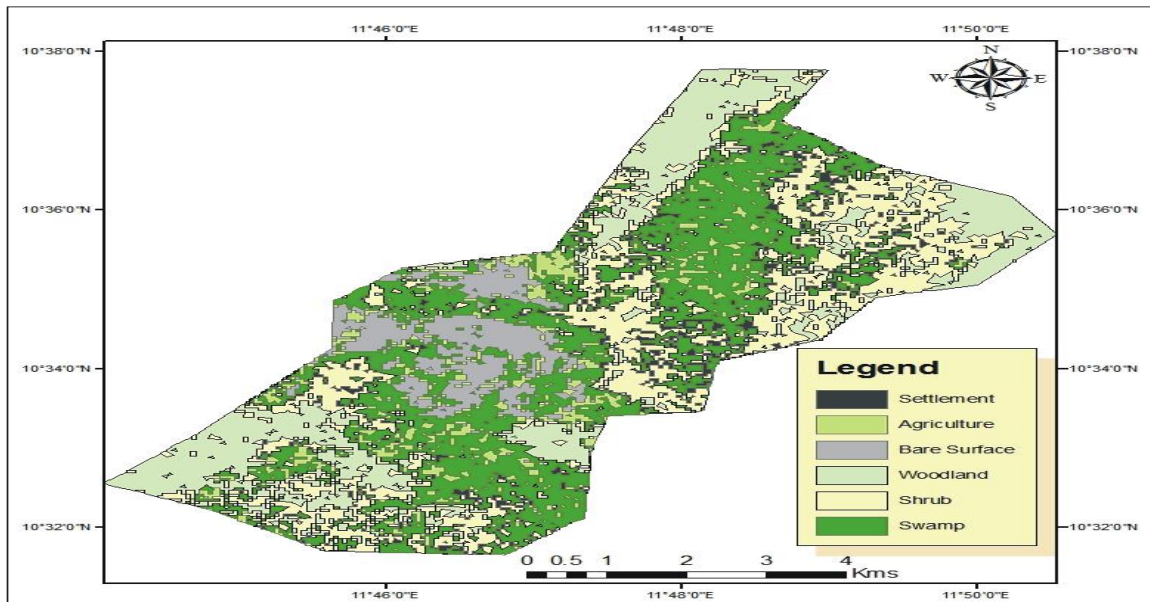 11°46'0"E 11°48'0"E 11°50'0"E
10°38'0"N 10°38'0"N
N
W E
S
10°36'0"N 10°36'0"N
10°34'0"N 10°34'0"N
Legend
Settlement
Agriculture
Bare Surface
Woodland
Shrub
Swamp
10°32'0"N 10°32'0"N
0 0.5 1 2 3 4
Kms
11°46'0"E 11°48'0"E 11°50'0"E